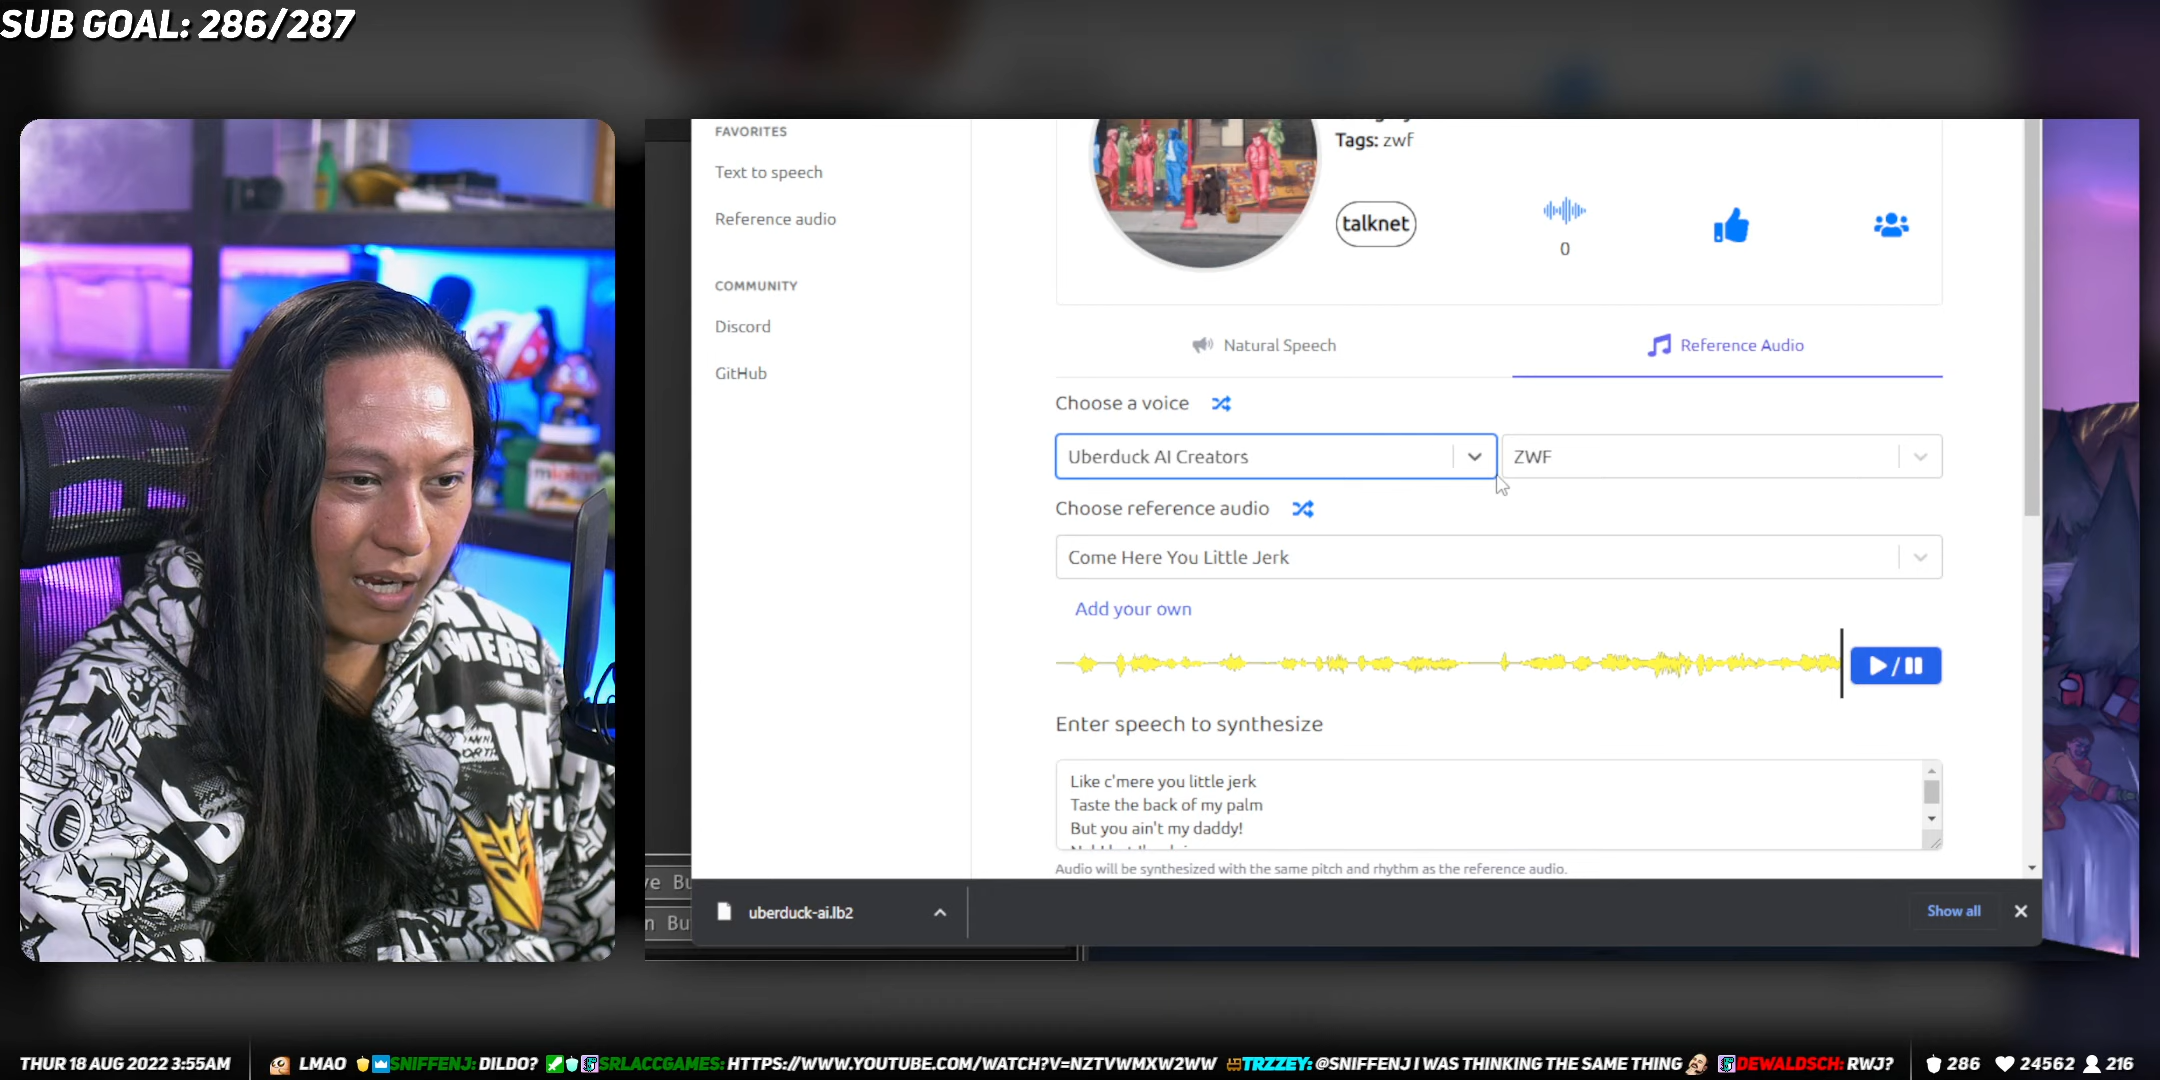 SUB GOAL: 286/287
FAVORITES
Text to speech
Reference audio
COMMUNITY
Discord
GitHub
Tags: zwf
talknet
0
Natural Speech
Reference Audio
Choose a voice
Uberduck AI Creators
ZWF
Choose reference audio
Come Here You Little Jerk
Add your own
Enter speech to synthesize
Like c'mere you little jerk
Taste the back of my palm
But you ain't my daddy!
Audio will be synthesized with the same pitch and rhythm as the reference audio.
uberduck-ai.lb2
Show all
THUR 18 AUG 2022 3:55AM
LMAO SNIFFENJ: DILDO? SRLACCGAMES: HTTPS://WWW.YOUTUBE.COM/WATCH?V=NZTVWMXW2WW TRZZEY: @SNIFFENJ I WAS THINKING THE SAME THING DEWALDSCH: RWJ?
286 24562 216